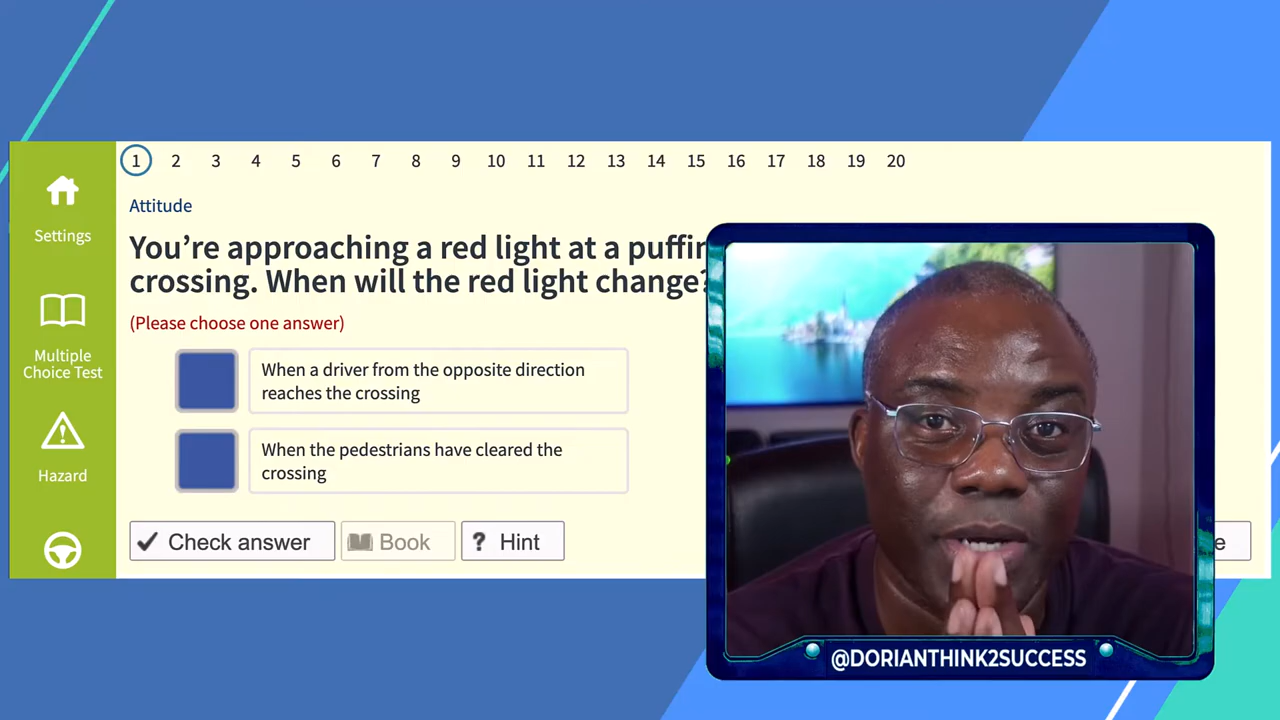 1 2 3 4 5 6 7 8 9 10 11 12 13 14 15 16 17 18 19 20
Attitude
You're approaching a red light at a puffin
crossing. When will the red light change?
(Please choose one answer)
When a driver from the opposite direction
reaches the crossing
When the pedestrians have cleared the
crossing
✓ Check answer Book ? Hint e
Settings
Multiple
Choice Test
Hazard
@DORIANTHINK2SUCCESS